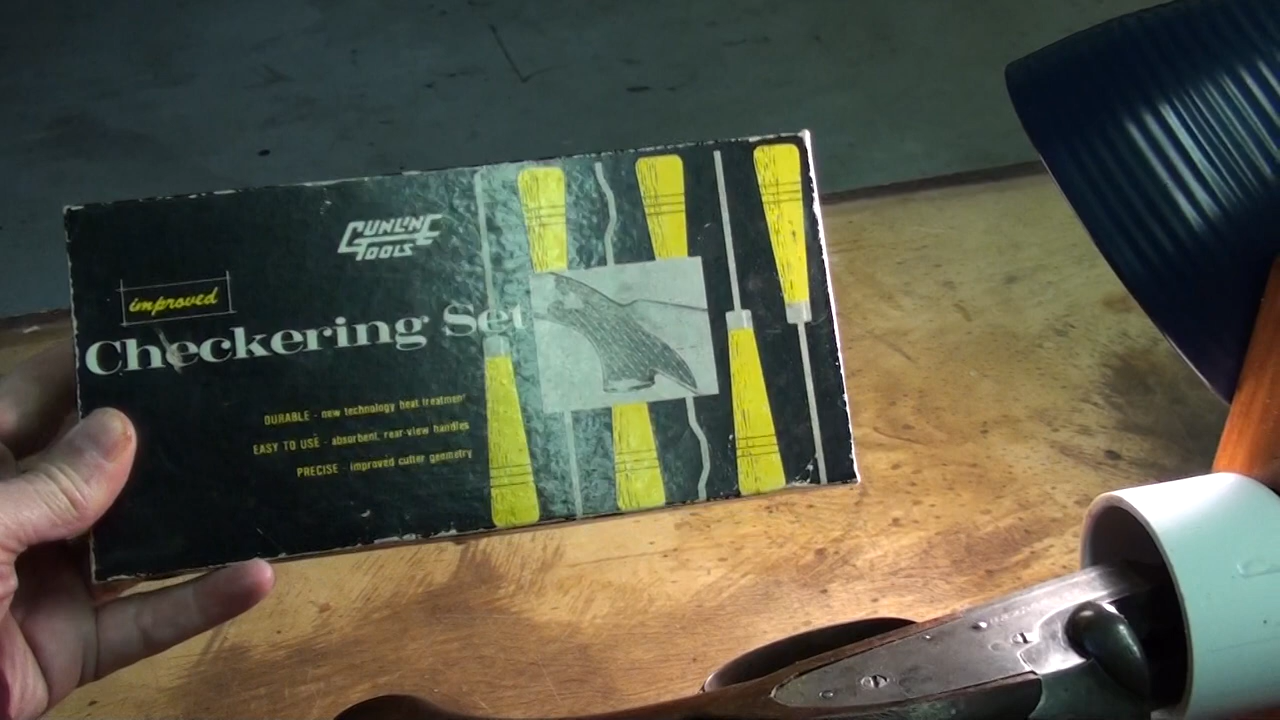 GUNLINE
TOOLS
improved
Checkering Set
DURABLE - new technology heat treatment
EASY TO USE - absorbent, rear-view handles
PRECISE - improved cutter geometry